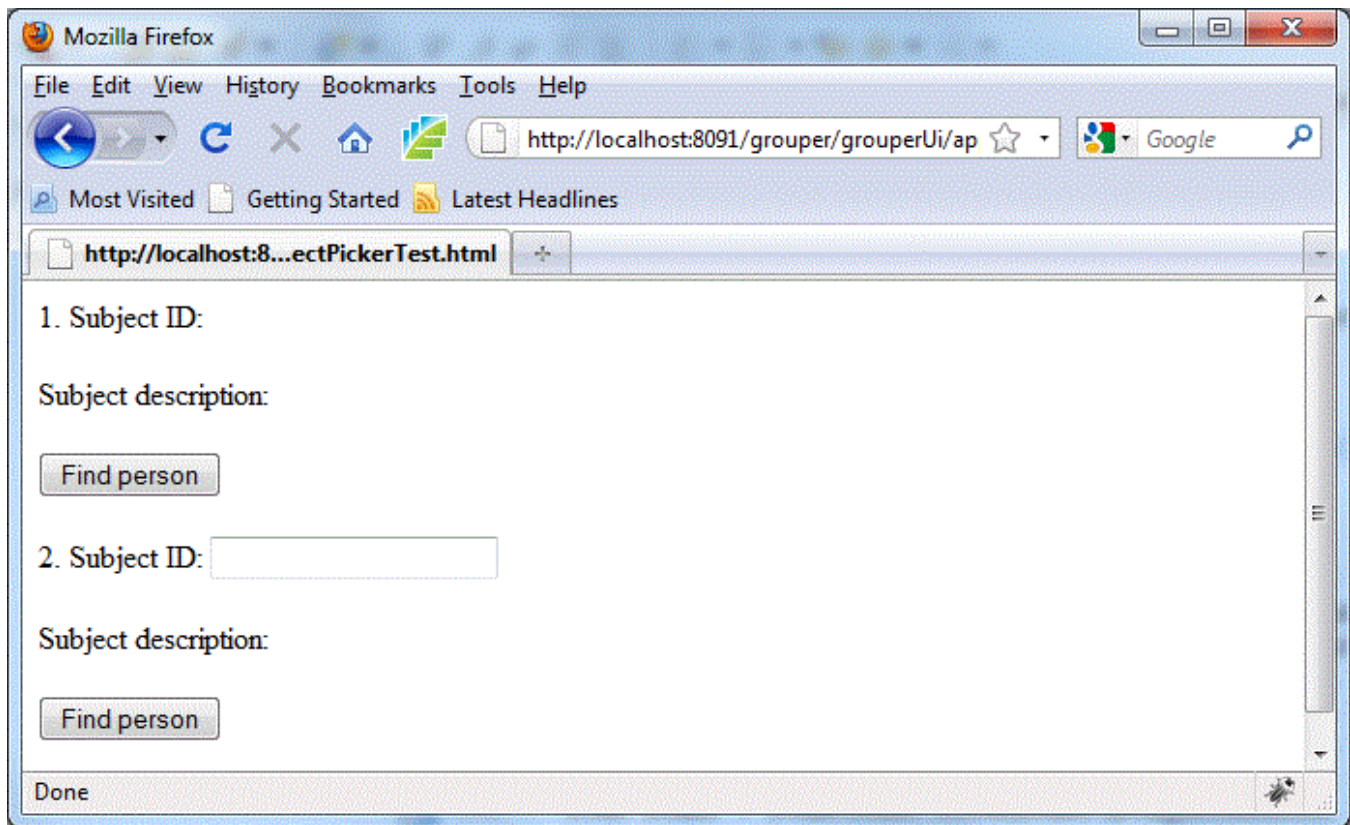 Mozilla Firefox
File Edit View History Bookmarks Tools Help
http://localhost:8091/grouper/grouperUi/ap Google
Most Visited Getting Started Latest Headlines
http://localhost:8...ectPickerTest.html
1. Subject ID:
Subject description:
Find person
2. Subject ID:
Subject description:
Find person
Done